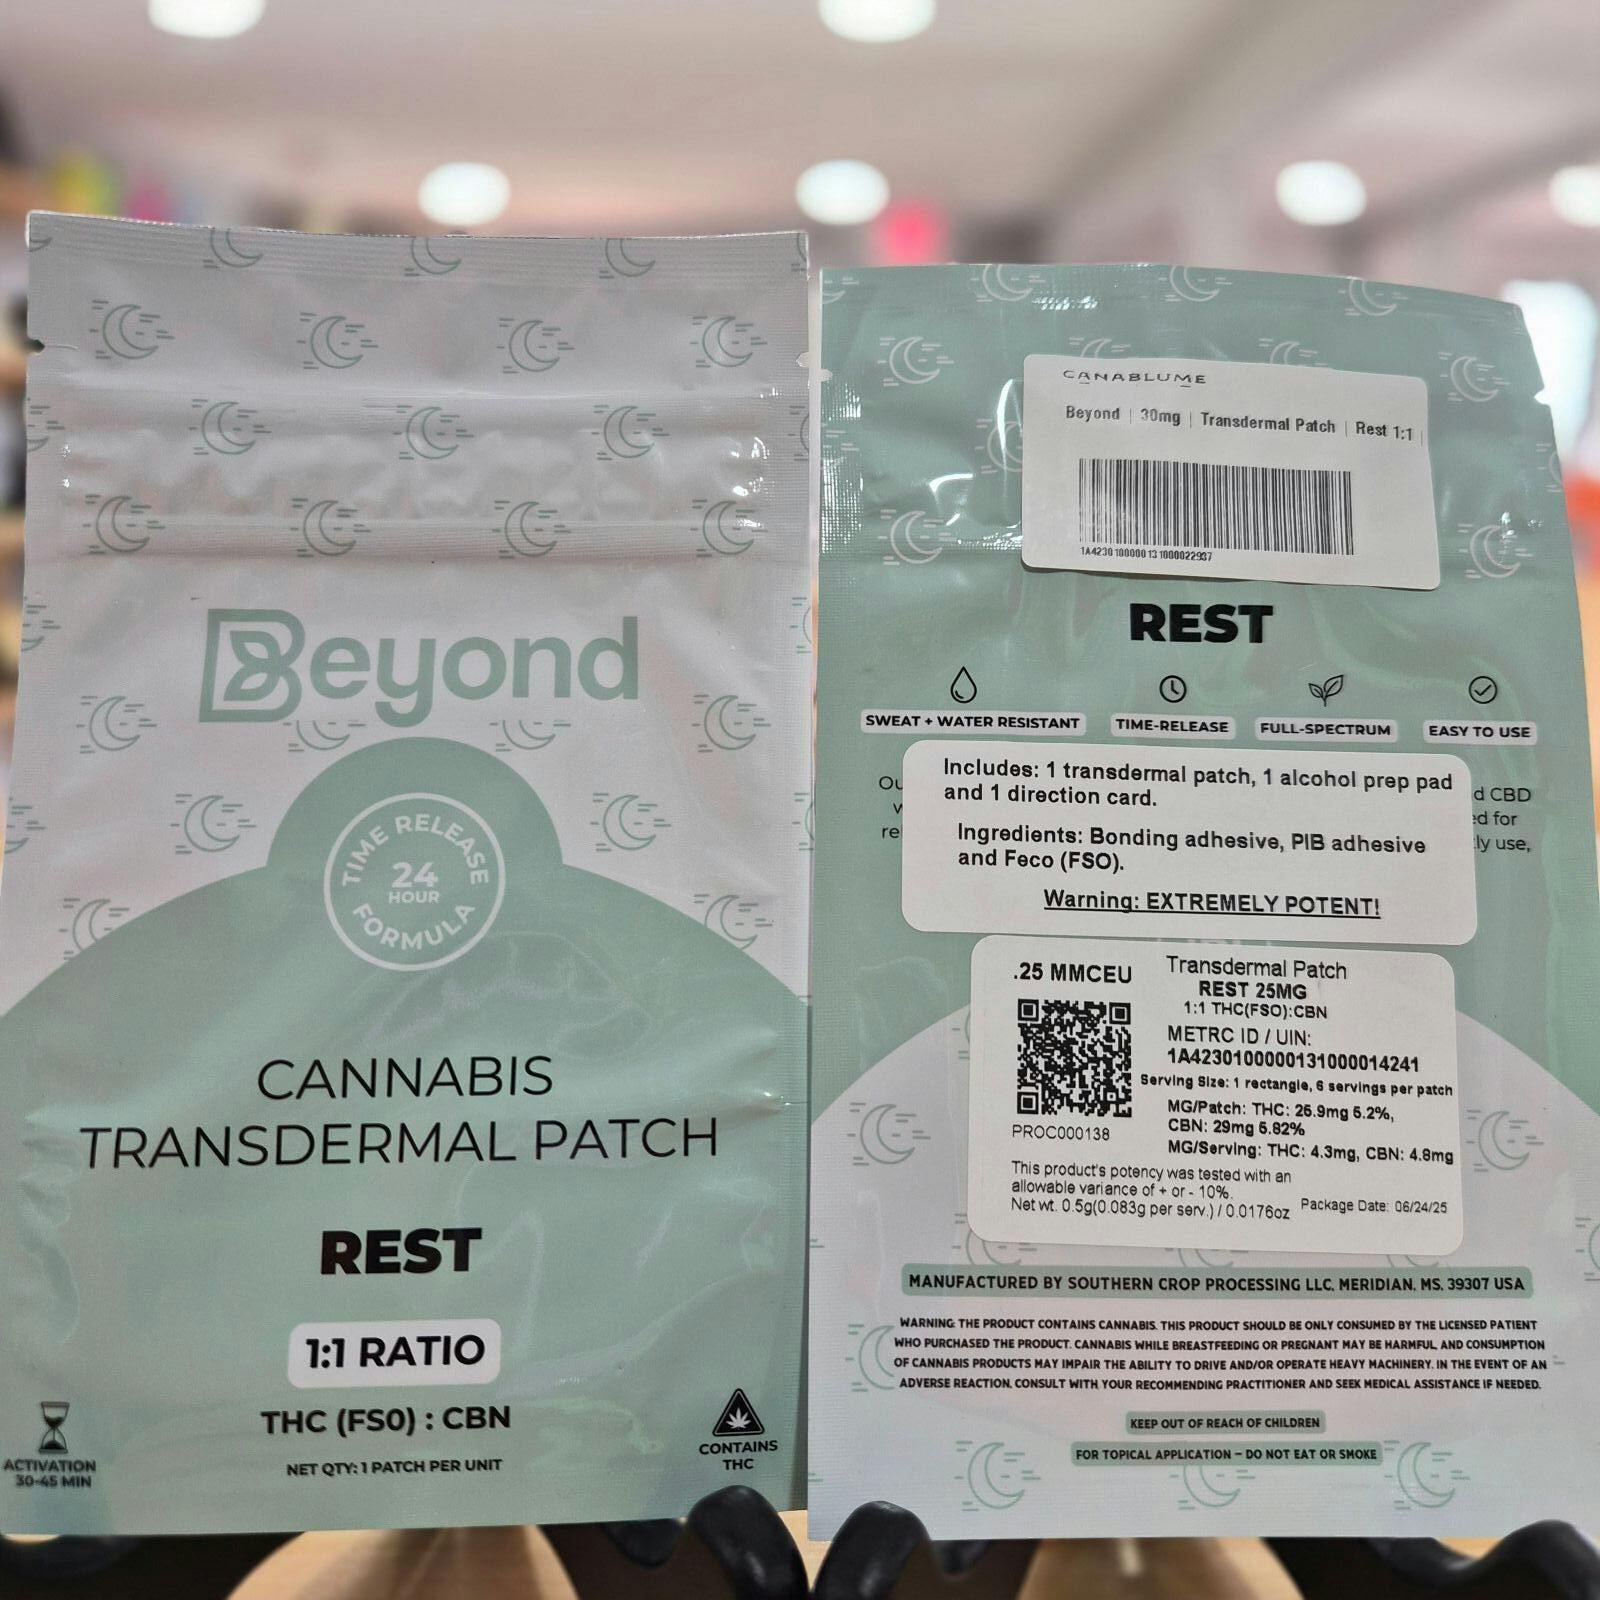 Beyond
TIME RELEASE
24
HOUR
FORMULA
CANNABIS
TRANSDERMAL PATCH
REST
1:1 RATIO
THC (FSO) : CBN
NET QTY: 1 PATCH PER UNIT
ACTIVATION
30-45 MIN
CONTAINS
THC
CANABLUME
Beyond | 30mg | Transdermal Patch | Rest 1:1 |
1A4230100000131000022937
REST
SWEAT + WATER RESISTANT
TIME-RELEASE
FULL-SPECTRUM
EASY TO USE
Includes: 1 transdermal patch, 1 alcohol prep pad
and 1 direction card.
Ingredients: Bonding adhesive, PIB adhesive
and Feco (FSO).
Warning: EXTREMELY POTENT!
d CBD
ed for
ly use,
.25 MMCEU
PROC000138
Transdermal Patch
REST 25MG
1:1 THC(FSO):CBN
METRC ID / UIN:
1A4230100000131000014241
Serving Size: 1 rectangle, 6 servings per patch
MG/Patch: THC: 25.9mg 5.2%,
CBN: 29mg 5.82%
MG/Serving: THC: 4.3mg, CBN: 4.8mg
This product's potency was tested with an
allowable variance of + or - 10%.
Net wt. 0.5g(0.083g per serv.) / 0.0176oz
Package Date: 06/24/25
MANUFACTURED BY SOUTHERN CROP PROCESSING LLC. MERIDIAN. MS. 39307 USA
WARNING: THE PRODUCT CONTAINS CANNABIS. THIS PRODUCT SHOULD BE ONLY CONSUMED BY THE LICENSED PATIENT
WHO PURCHASED THE PRODUCT. CANNABIS WHILE BREASTFEEDING OR PREGNANT MAY BE HARMFUL, AND CONSUMPTION
OF CANNABIS PRODUCTS MAY IMPAIR THE ABILITY TO DRIVE AND/OR OPERATE HEAVY MACHINERY. IN THE EVENT OF AN
ADVERSE REACTION, CONSULT WITH YOUR RECOMMENDING PRACTITIONER AND SEEK MEDICAL ASSISTANCE IF NEEDED.
KEEP OUT OF REACH OF CHILDREN
FOR TOPICAL APPLICATION – DO NOT EAT OR SMOKE